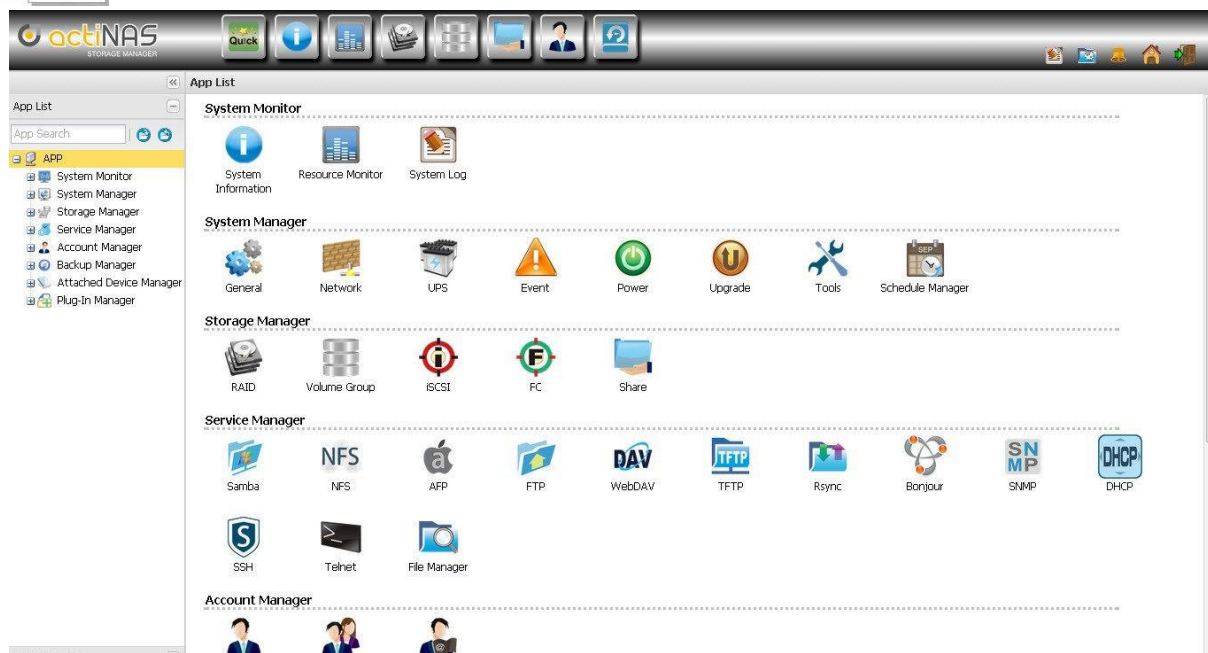 actiNAS
STORAGE MANAGER
Quick
App List
App List
App Search
APP
System Monitor
System Manager
Storage Manager
Service Manager
Account Manager
Backup Manager
Attached Device Manager
Plug-In Manager
System Monitor
System Information
Resource Monitor
System Log
System Manager
SEP
General
Network
UPS
Event
Power
Upgrade
Tools
Schedule Manager
Storage Manager
RAID
Volume Group
iSCSI
F
FC
Share
Service Manager
NFS
DAV
TFTP
SN
MP
DHCP
Samba
NFS
AFP
FTP
WebDAV
TFTP
Rsync
Bonjour
SNMP
DHCP
S
SSH
Telnet
File Manager
Account Manager